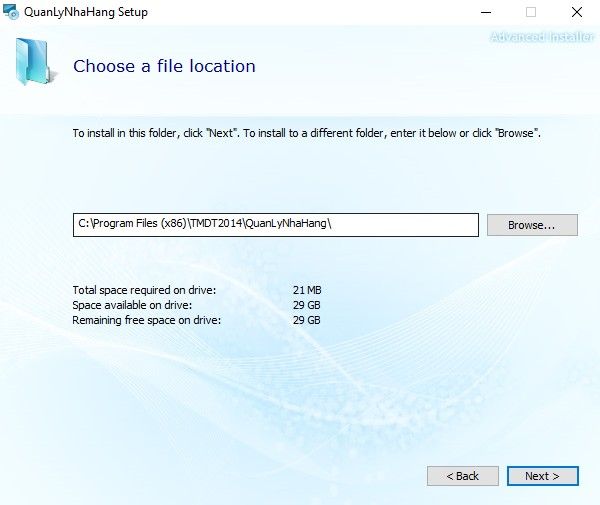 QuanLyNhaHang Setup
Advanced Installer
Choose a file location
To install in this folder, click "Next". To install to a different folder, enter it below or click "Browse".
C:\Program Files (x86)\TMDT2014\QuanLyNhaHang\
Browse...
Total space required on drive: 21 MB
Space available on drive: 29 GB
Remaining free space on drive: 29 GB
< Back
Next >